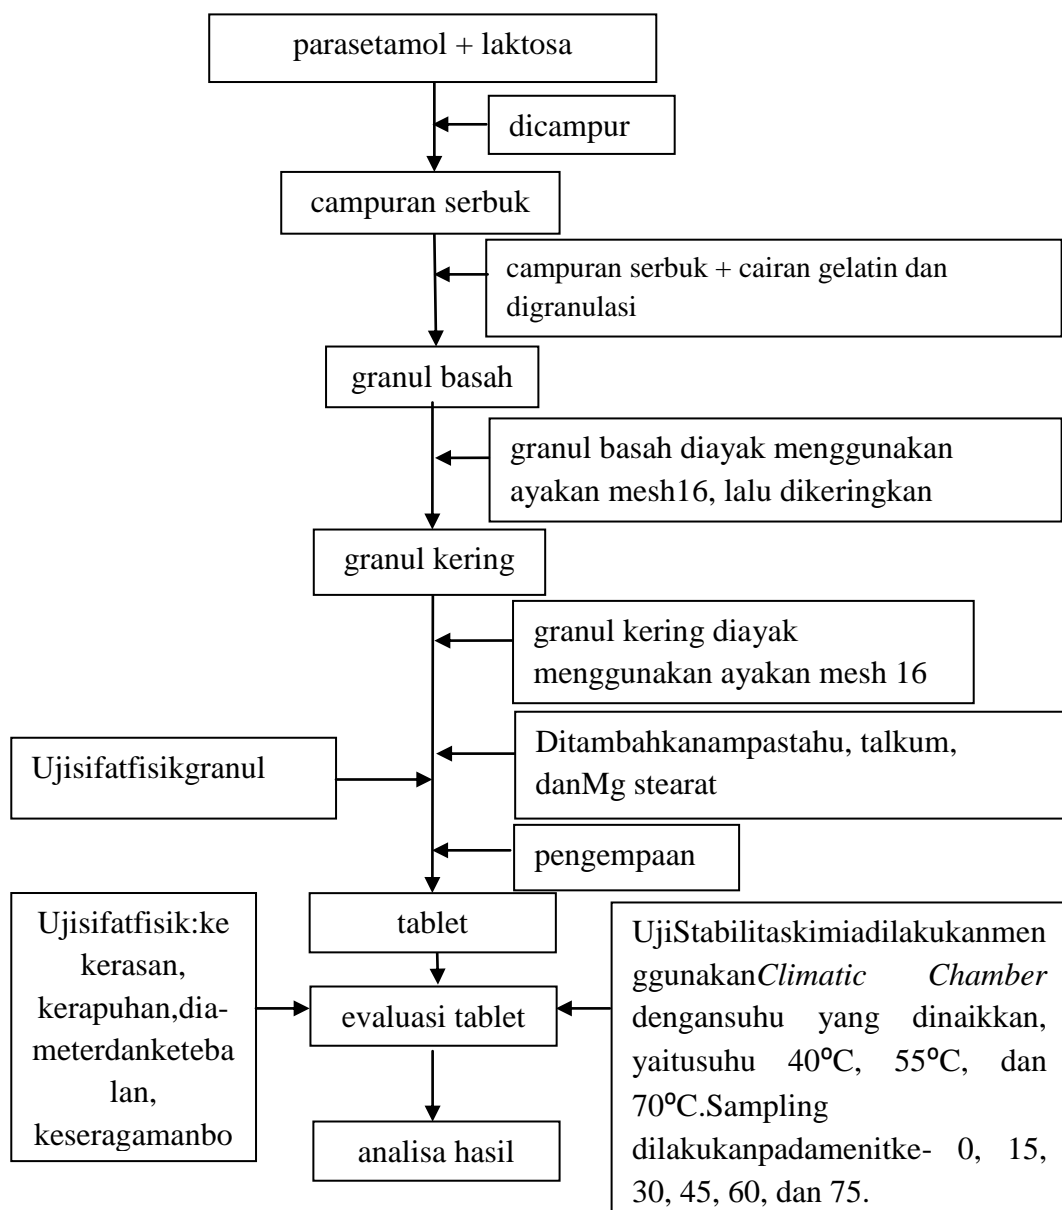 parasetamol + laktosa
dicampur
campuran serbuk
campuran serbuk + cairan gelatin dan
digranulasi
granul basah
granul basah diayak menggunakan
ayakan mesh16, lalu dikeringkan
granul kering
granul kering diayak
menggunakan ayakan mesh 16
Ditambahkanampastahu, talkum,
danMg stearat
Ujisifatfisikgranul
pengempaan
tablet
Ujisifatfisik:ke
kerasan,
kerapuhan,dia-
meterdanketeba
lan,
keseragamanbo
evaluasi tablet
UjiStabilitaskimiadilakukanmen
ggunakanClimatic Chamber
dengansuhu yang dinaikkan,
yaitusuhu 40⁰C, 55⁰C, dan
70⁰C.Sampling
dilakukanpadamenitke- 0, 15,
30, 45, 60, dan 75.
analisa hasil